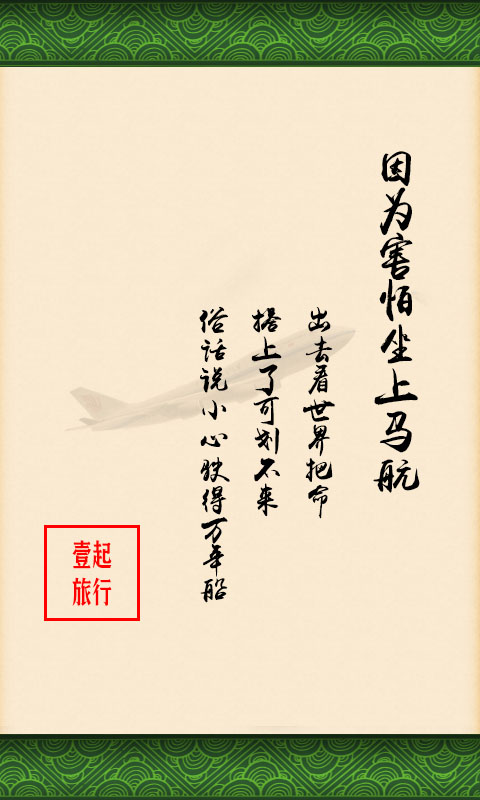 因为害怕坐上马航
出去看世界把命
搭上了可划不来
俗话说小心驶得万年船
壹起
旅行